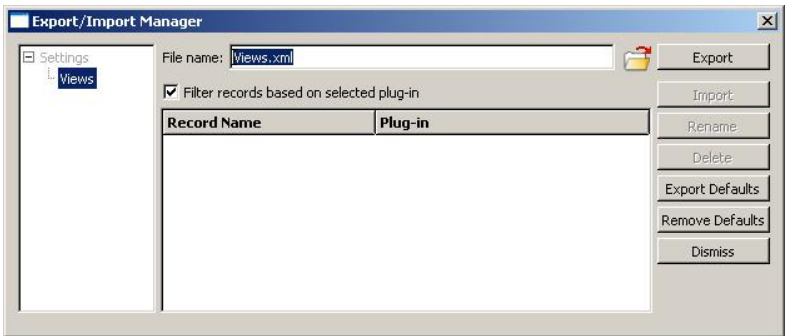 Export/Import Manager
Settings
Views
File name: Views.xml
Filter records based on selected plug-in
Record Name Plug-in
Export
Import
Rename
Delete
Export Defaults
Remove Defaults
Dismiss